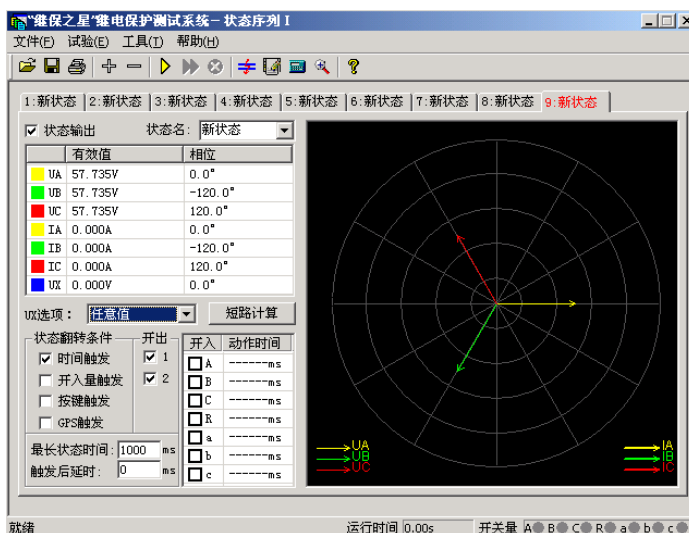 "继保之星"继电保护测试系统- 状态序列 I
文件(F) 试验(E) 工具(T) 帮助(H)
1:新状态 2:新状态 3:新状态 4:新状态 5:新状态 6:新状态 7:新状态 8:新状态 9:新状态
状态输出 状态名: 新状态
有效值 相位
UA 57.735V 0.0°
UB 57.735V -120.0°
UC 57.735V 120.0°
IA 0.000A 0.0°
IB 0.000A -120.0°
IC 0.000A 120.0°
UX 0.000V 0.0°
UX选项: 任意值 短路计算
状态翻转条件 开出 开入 动作时间
时间触发 1 A ------ms
开入量触发 2 B ------ms
按键触发 C ------ms
GPS触发 R ------ms
a ------ms
最长状态时间: 1000 ms b ------ms
触发后延时: 0 ms c ------ms
UA IA
UB IB
UC IC
就绪 运行时间 0.00s 开关量 A B C R a b c